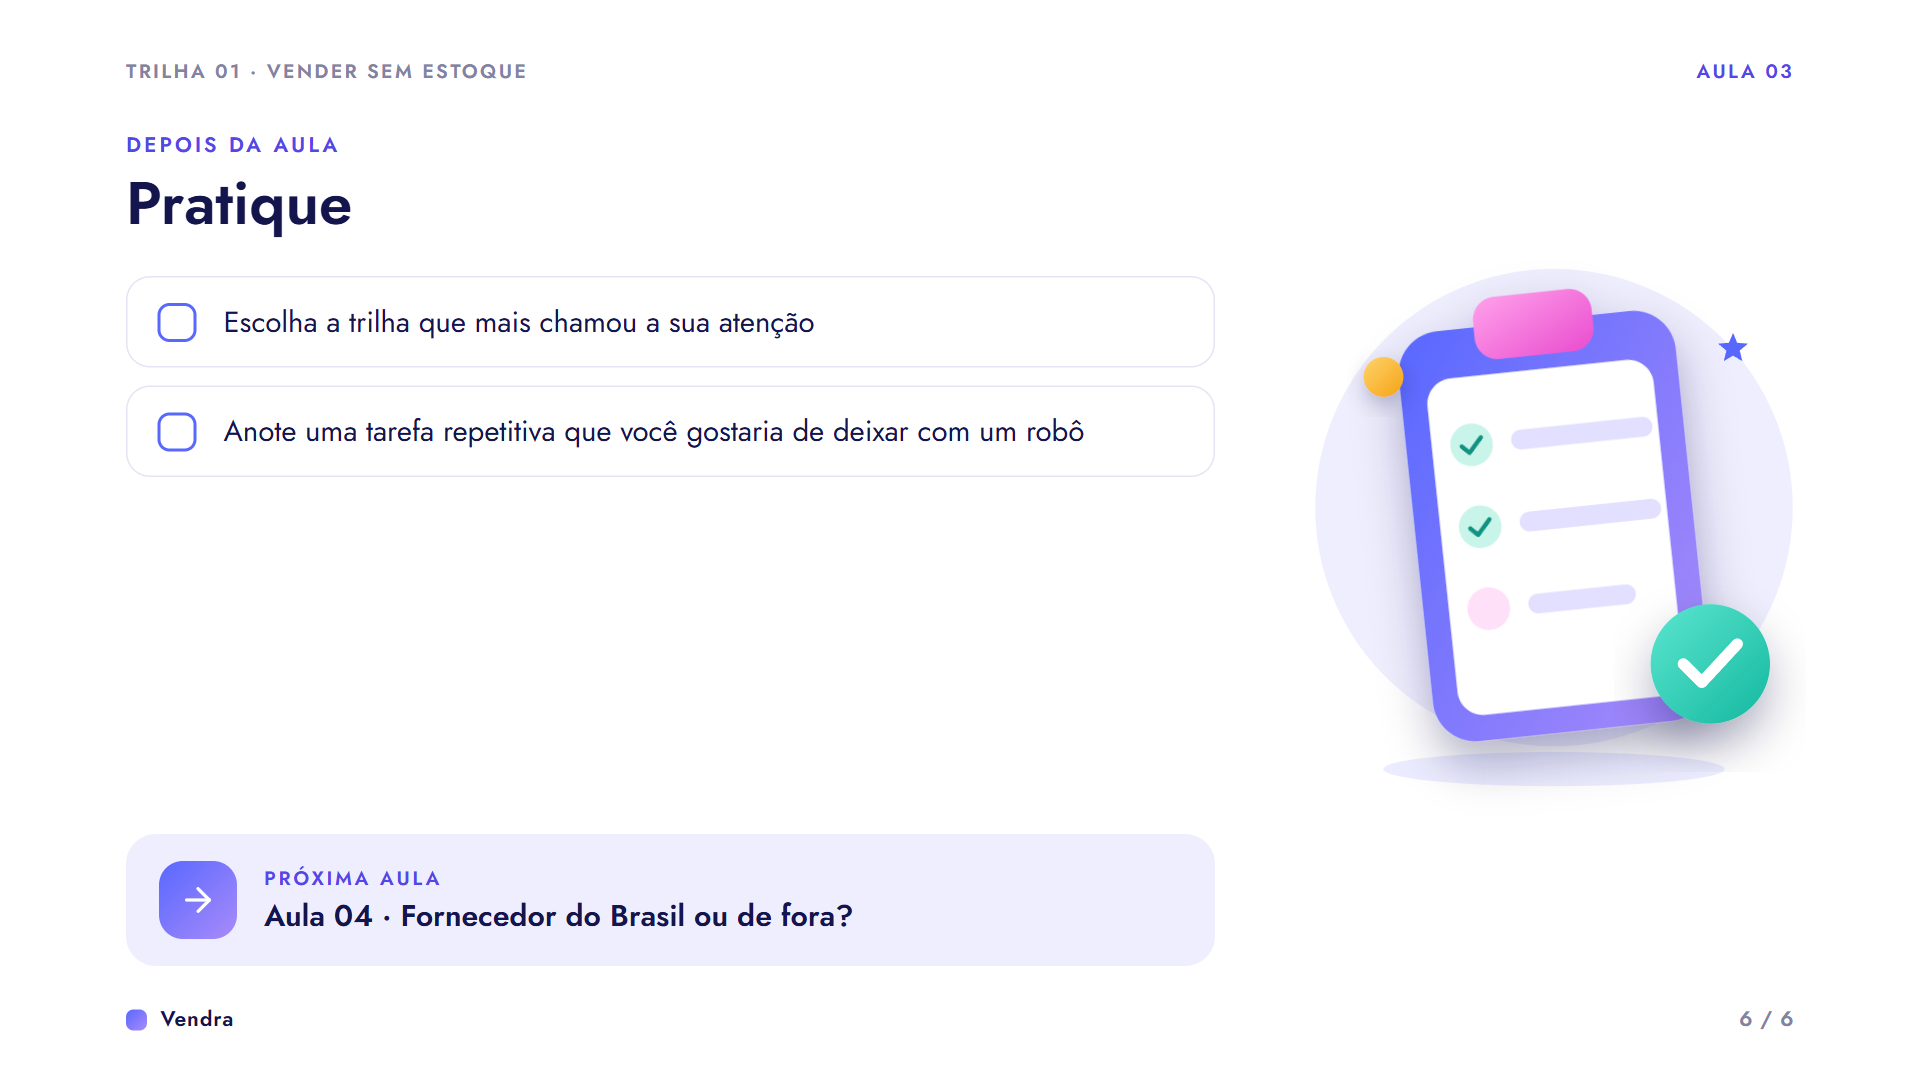 TRILHA 01 · VENDER SEM ESTOQUE
AULA 03
DEPOIS DA AULA
Pratique
Escolha a trilha que mais chamou a sua atenção
Anote uma tarefa repetitiva que você gostaria de deixar com um robô
PRÓXIMA AULA
Aula 04 · Fornecedor do Brasil ou de fora?
Vendra
6 / 6